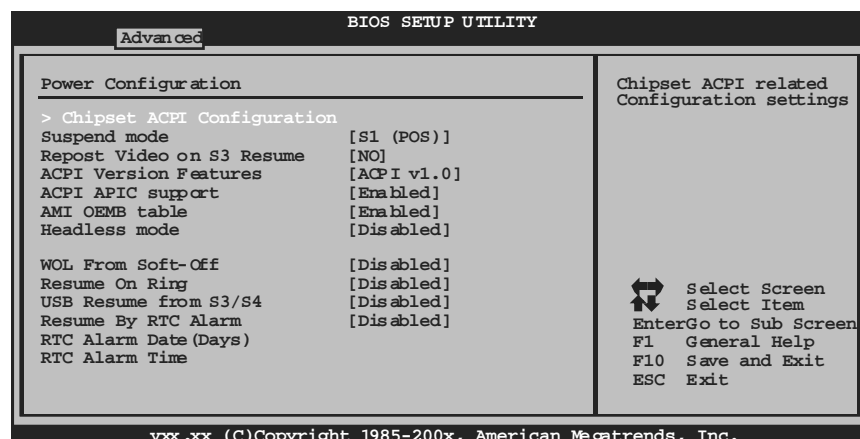 BIOS SETUP UTILITY
Advanced
Power Configuration
> Chipset ACPI Configuration
Suspend mode [S1 (POS)]
Repost Video on S3 Resume [NO]
ACPI Version Features [ACPI v1.0]
ACPI APIC support [Enabled]
AMI OEMB table [Enabled]
Headless mode [Disabled]
WOL From Soft-Off [Disabled]
Resume On Ring [Disabled]
USB Resume from S3/S4 [Disabled]
Resume By RTC Alarm [Disabled]
RTC Alarm Date(Days)
RTC Alarm Time
Chipset ACPI related
Configuration settings
Select Screen
Select Item
EnterGo to Sub Screen
F1 General Help
F10 Save and Exit
ESC Exit
vxx.xx (C)Copyright 1985-200x, American Megatrends, Inc.